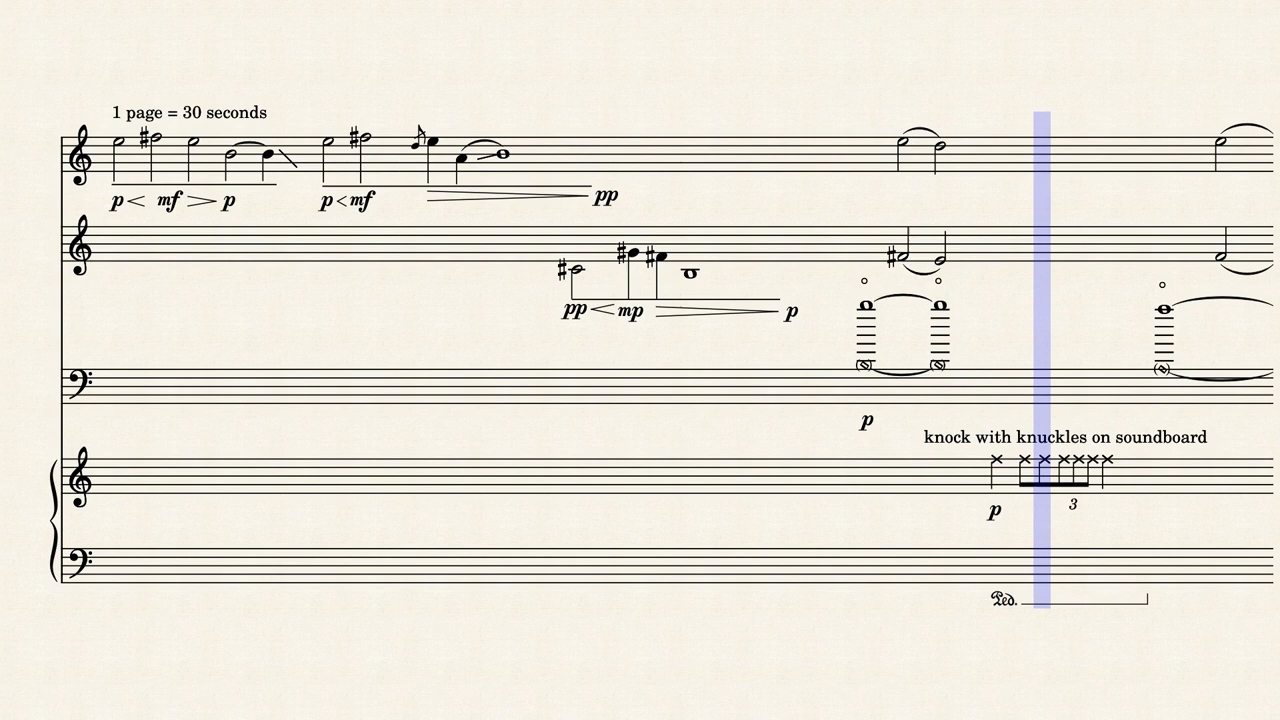 1 page = 30 seconds
p mf p p mf pp
pp mp p
p
knock with knuckles on soundboard
p 3
Ped.